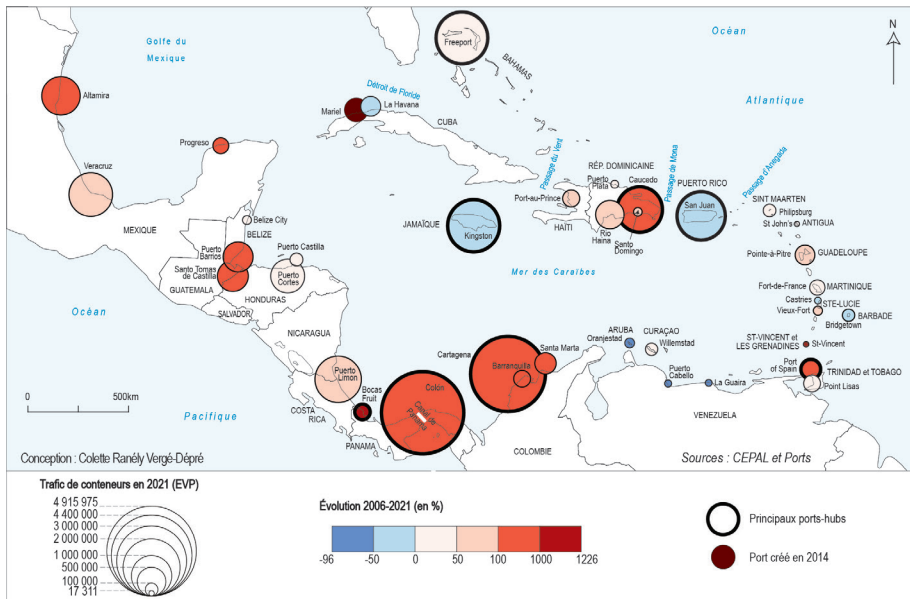 Golfe du
Mexique
Freeport
BAHAMAS
Océan
Atlantique
N
Altamira
Détroit de Floride
Mariel
La Havana
CUBA
Progreso
Veracruz
Passage du Vent
RÉP. DOMINICAINE
Puerto
Plata
Caucedo
Passage de Mona
PUERTO RICO
San Juan
Passage d'Anegada
Port-au-Prince
HAÏTI
Rio
Haina
Santo
Domingo
SINT MAARTEN
Philipsburg
St John's
ANTIGUA
Belize City
BELIZE
MEXIQUE
JAMAÏQUE
Kingston
Puerto
Barrios
Santo Tomas
de Castilla
GUATEMALA
Puerto Castilla
Puerto
Cortes
HONDURAS
SALVADOR
Mer des Caraïbes
Pointe-à-Pitre
GUADELOUPE
Fort-de-France
MARTINIQUE
Castries
STE-LUCIE
Vieux-Fort
BARBADE
Bridgetown
Océan
Pacifique
NICARAGUA
ARUBA
Oranjestad
CURAÇAO
Willemstad
ST-VINCENT et
LES GRENADINES
St-Vincent
Cartagena
Santa Marta
Barranquilla
Port
of Spain
TRINIDAD et TOBAGO
Point Lisas
Puerto
Cabello
La Guaira
Puerto
Limon
Bocas
Fruit
Colón
Canal de
Panama
COSTA
RICA
PANAMA
COLOMBIE
VENEZUELA
0
500km
Conception : Colette Ranély Vergé-Dépré
Sources : CEPAL et Ports
Trafic de conteneurs en 2021 (EVP)
4 915 975
4 400 000
3 000 000
2 000 000
1 000 000
500 000
100 000
17 311
Évolution 2006-2021 (en %)
-96
-50
0
50
100
1000
1226
Principaux ports-hubs
Port créé en 2014